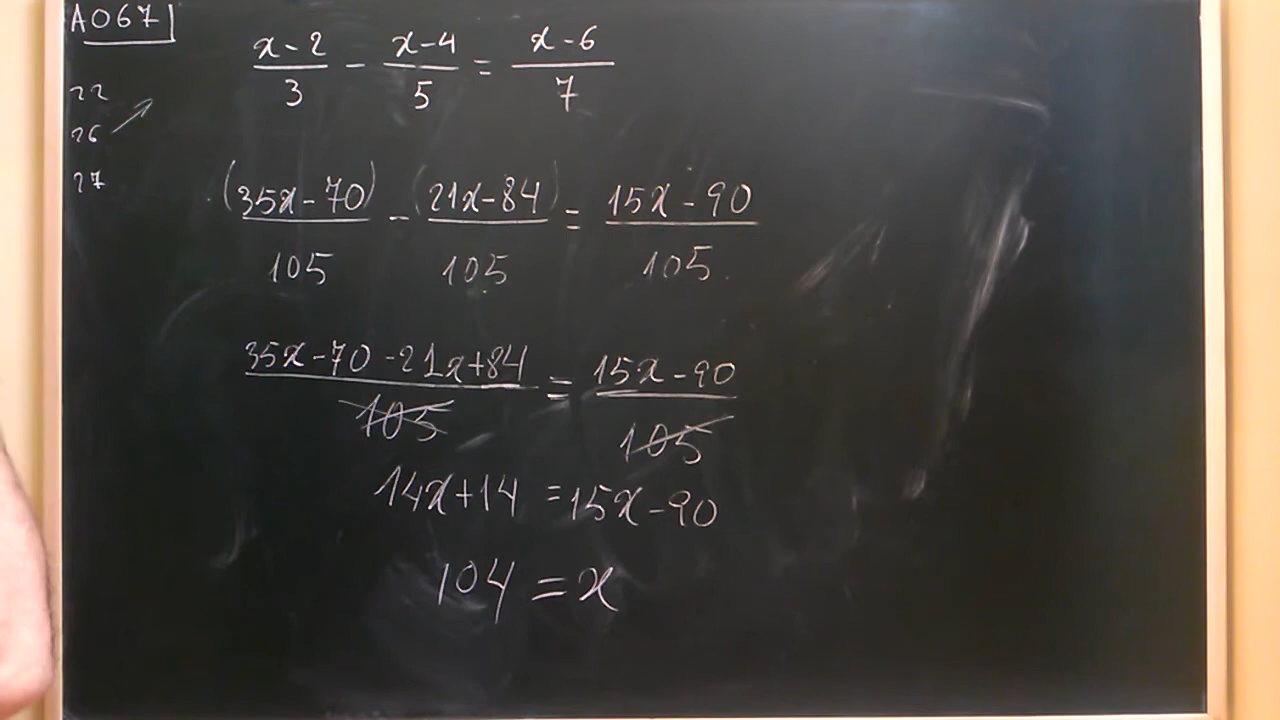 A067
x-2/3 - x-4/5 = x-6/7
22
26
27
(35x-70)/105 - (21x-84)/105 = 15x-90/105
35x-70-21x+84/105 = 15x-90/105
14x+14 = 15x-90
104 = x